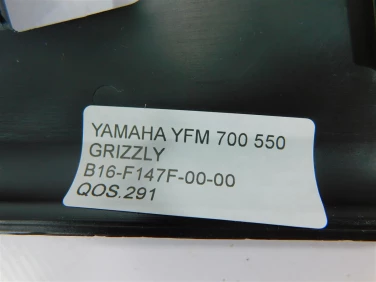 YAMAHA YFM 700 550
GRIZZLY
B16-F147F-00-00
QOS.291